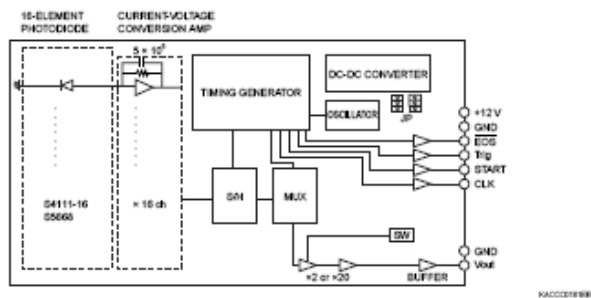 16-ELEMENT
PHOTODIODE
CURRENT-VOLTAGE
CONVERSION AMP
5 × 10⁵
TIMING GENERATOR
DC-DC CONVERTER
OSCILLATOR
JP
+12 V
GND
EOS
Trig
START
CLK
S4111-16
S5668
× 16 ch
S/H
MUX
SW
GND
Vout
×2 or ×20
BUFFER